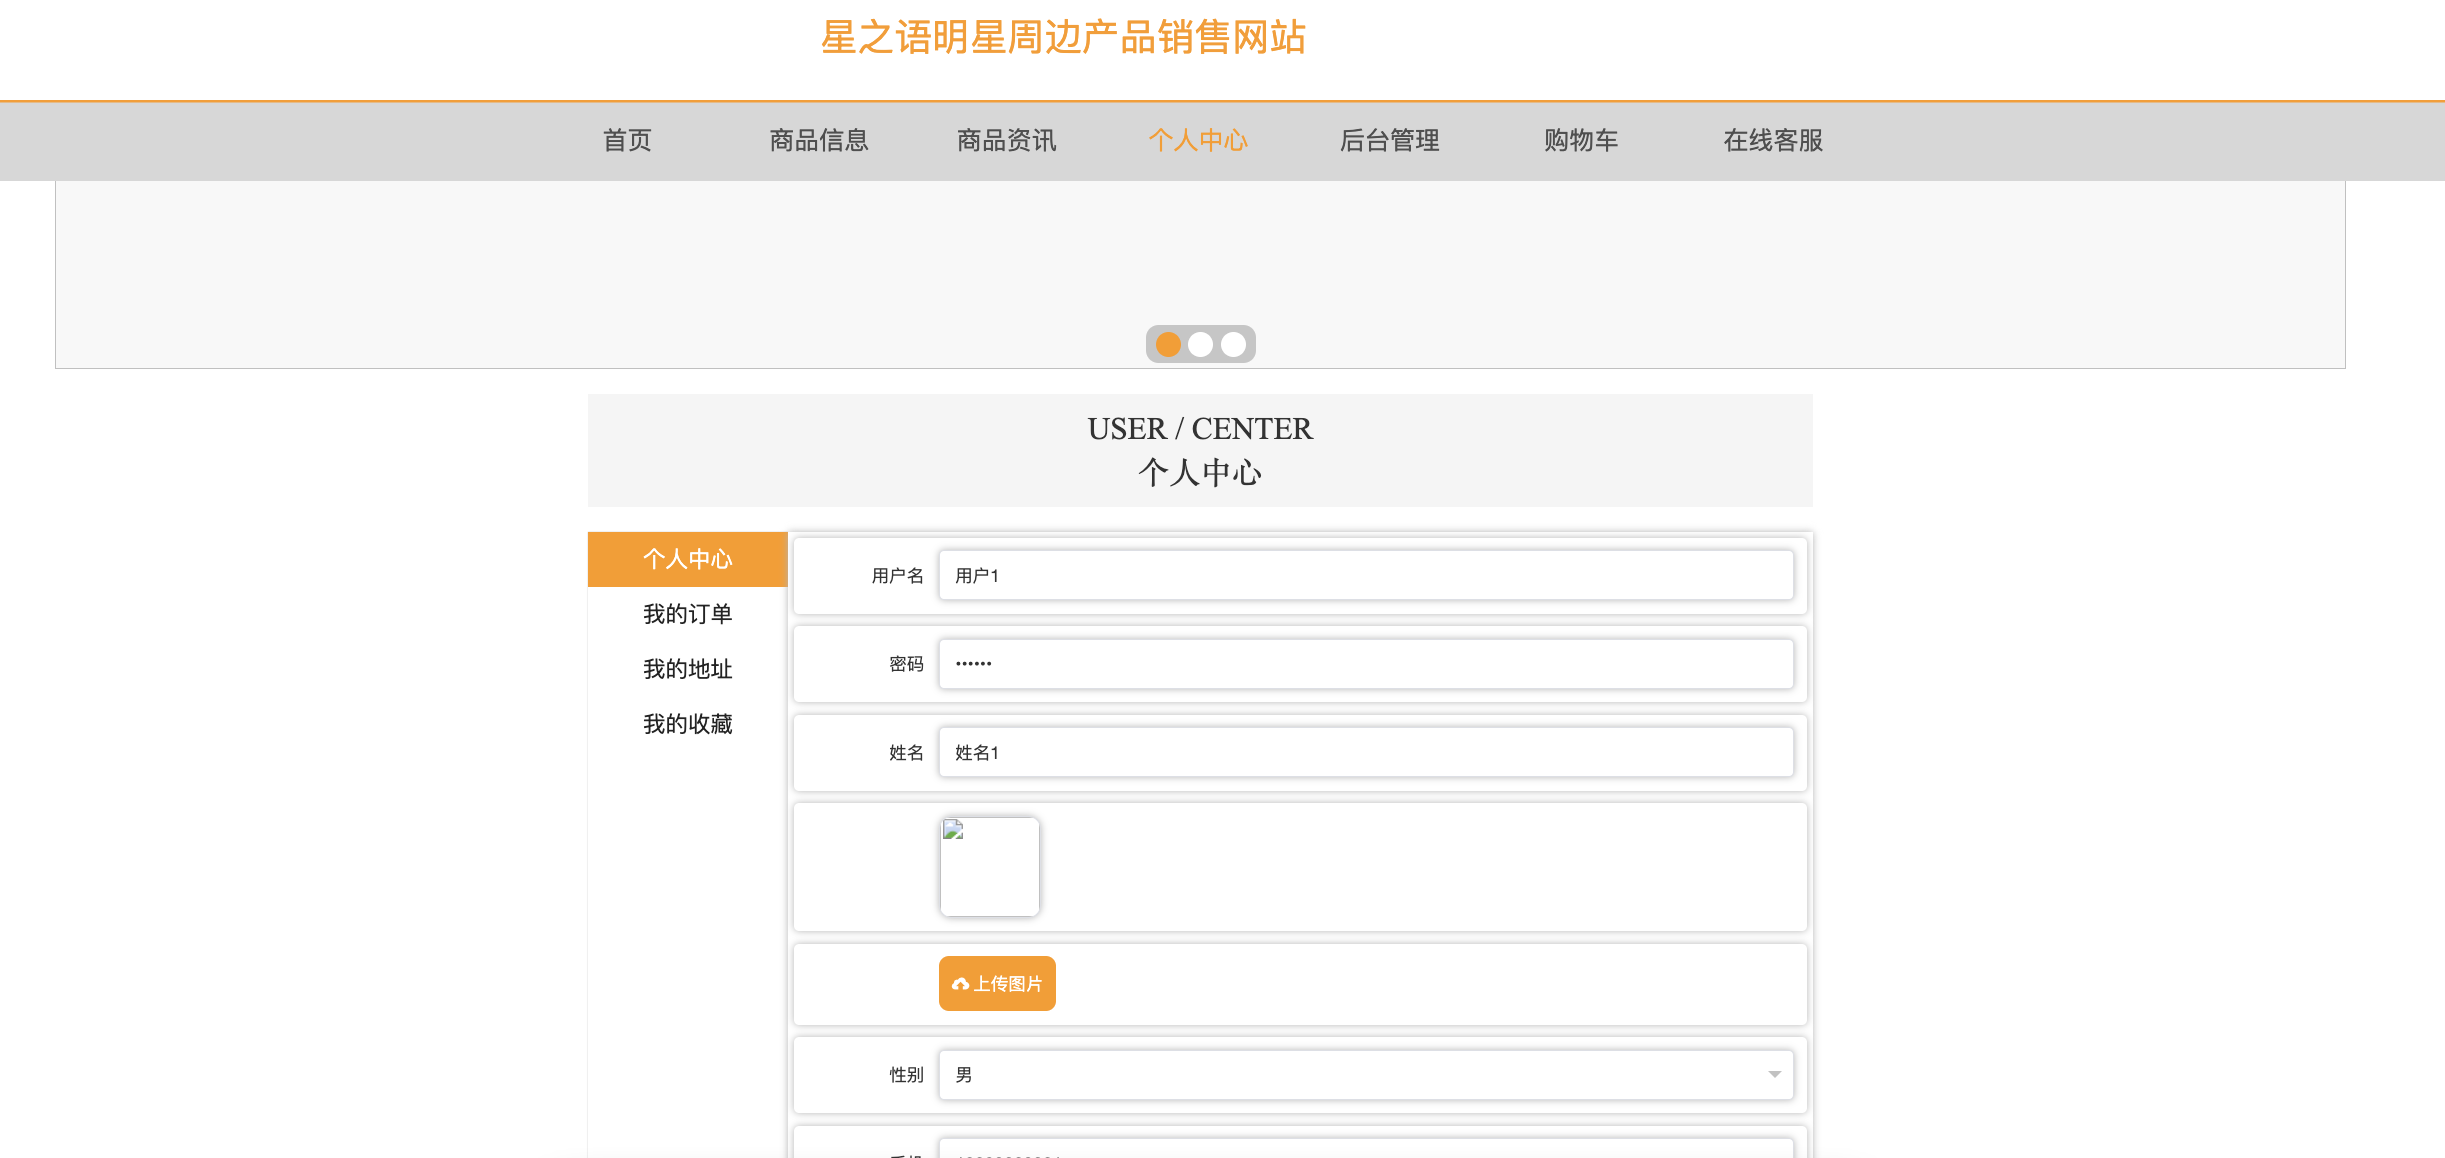 星之语明星周边产品销售网站
首页 商品信息 商品资讯 个人中心 后台管理 购物车 在线客服
USER / CENTER
个人中心
个人中心
我的订单
我的地址
我的收藏
用户名 用户1
密码 ••••••
姓名 姓名1
上传图片
性别 男